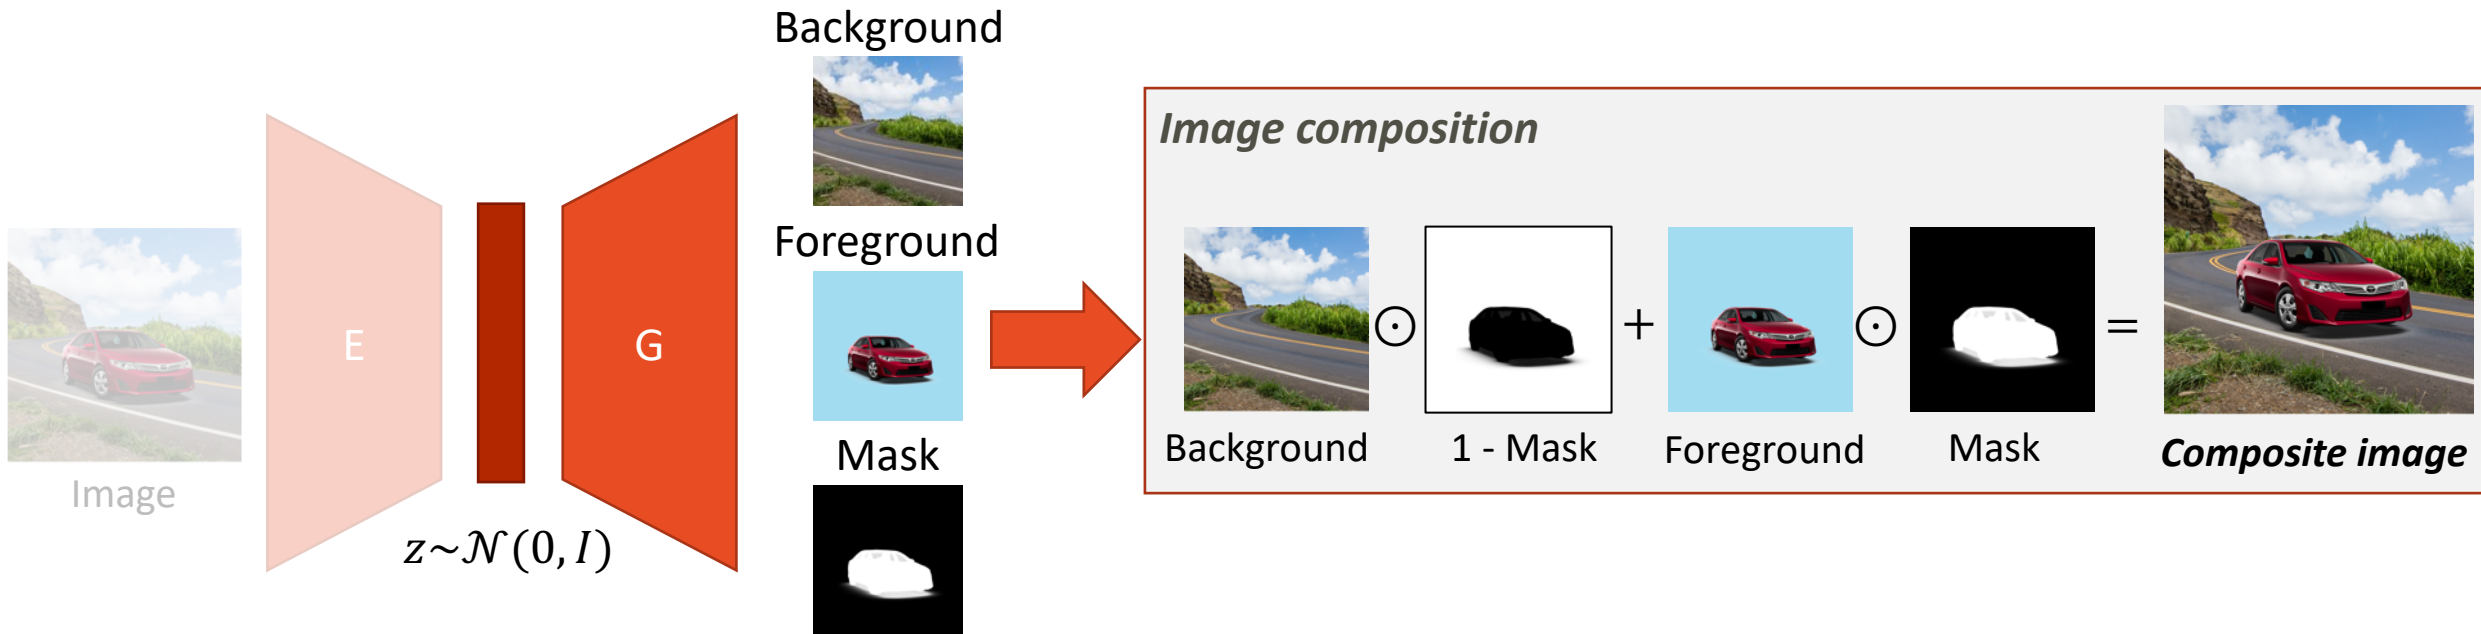 Background
Foreground
Mask
E
G
Image
z~𝒩(0, I)
Image composition
⊙ + ⊙ =
Background
1 - Mask
Foreground
Mask
Composite image